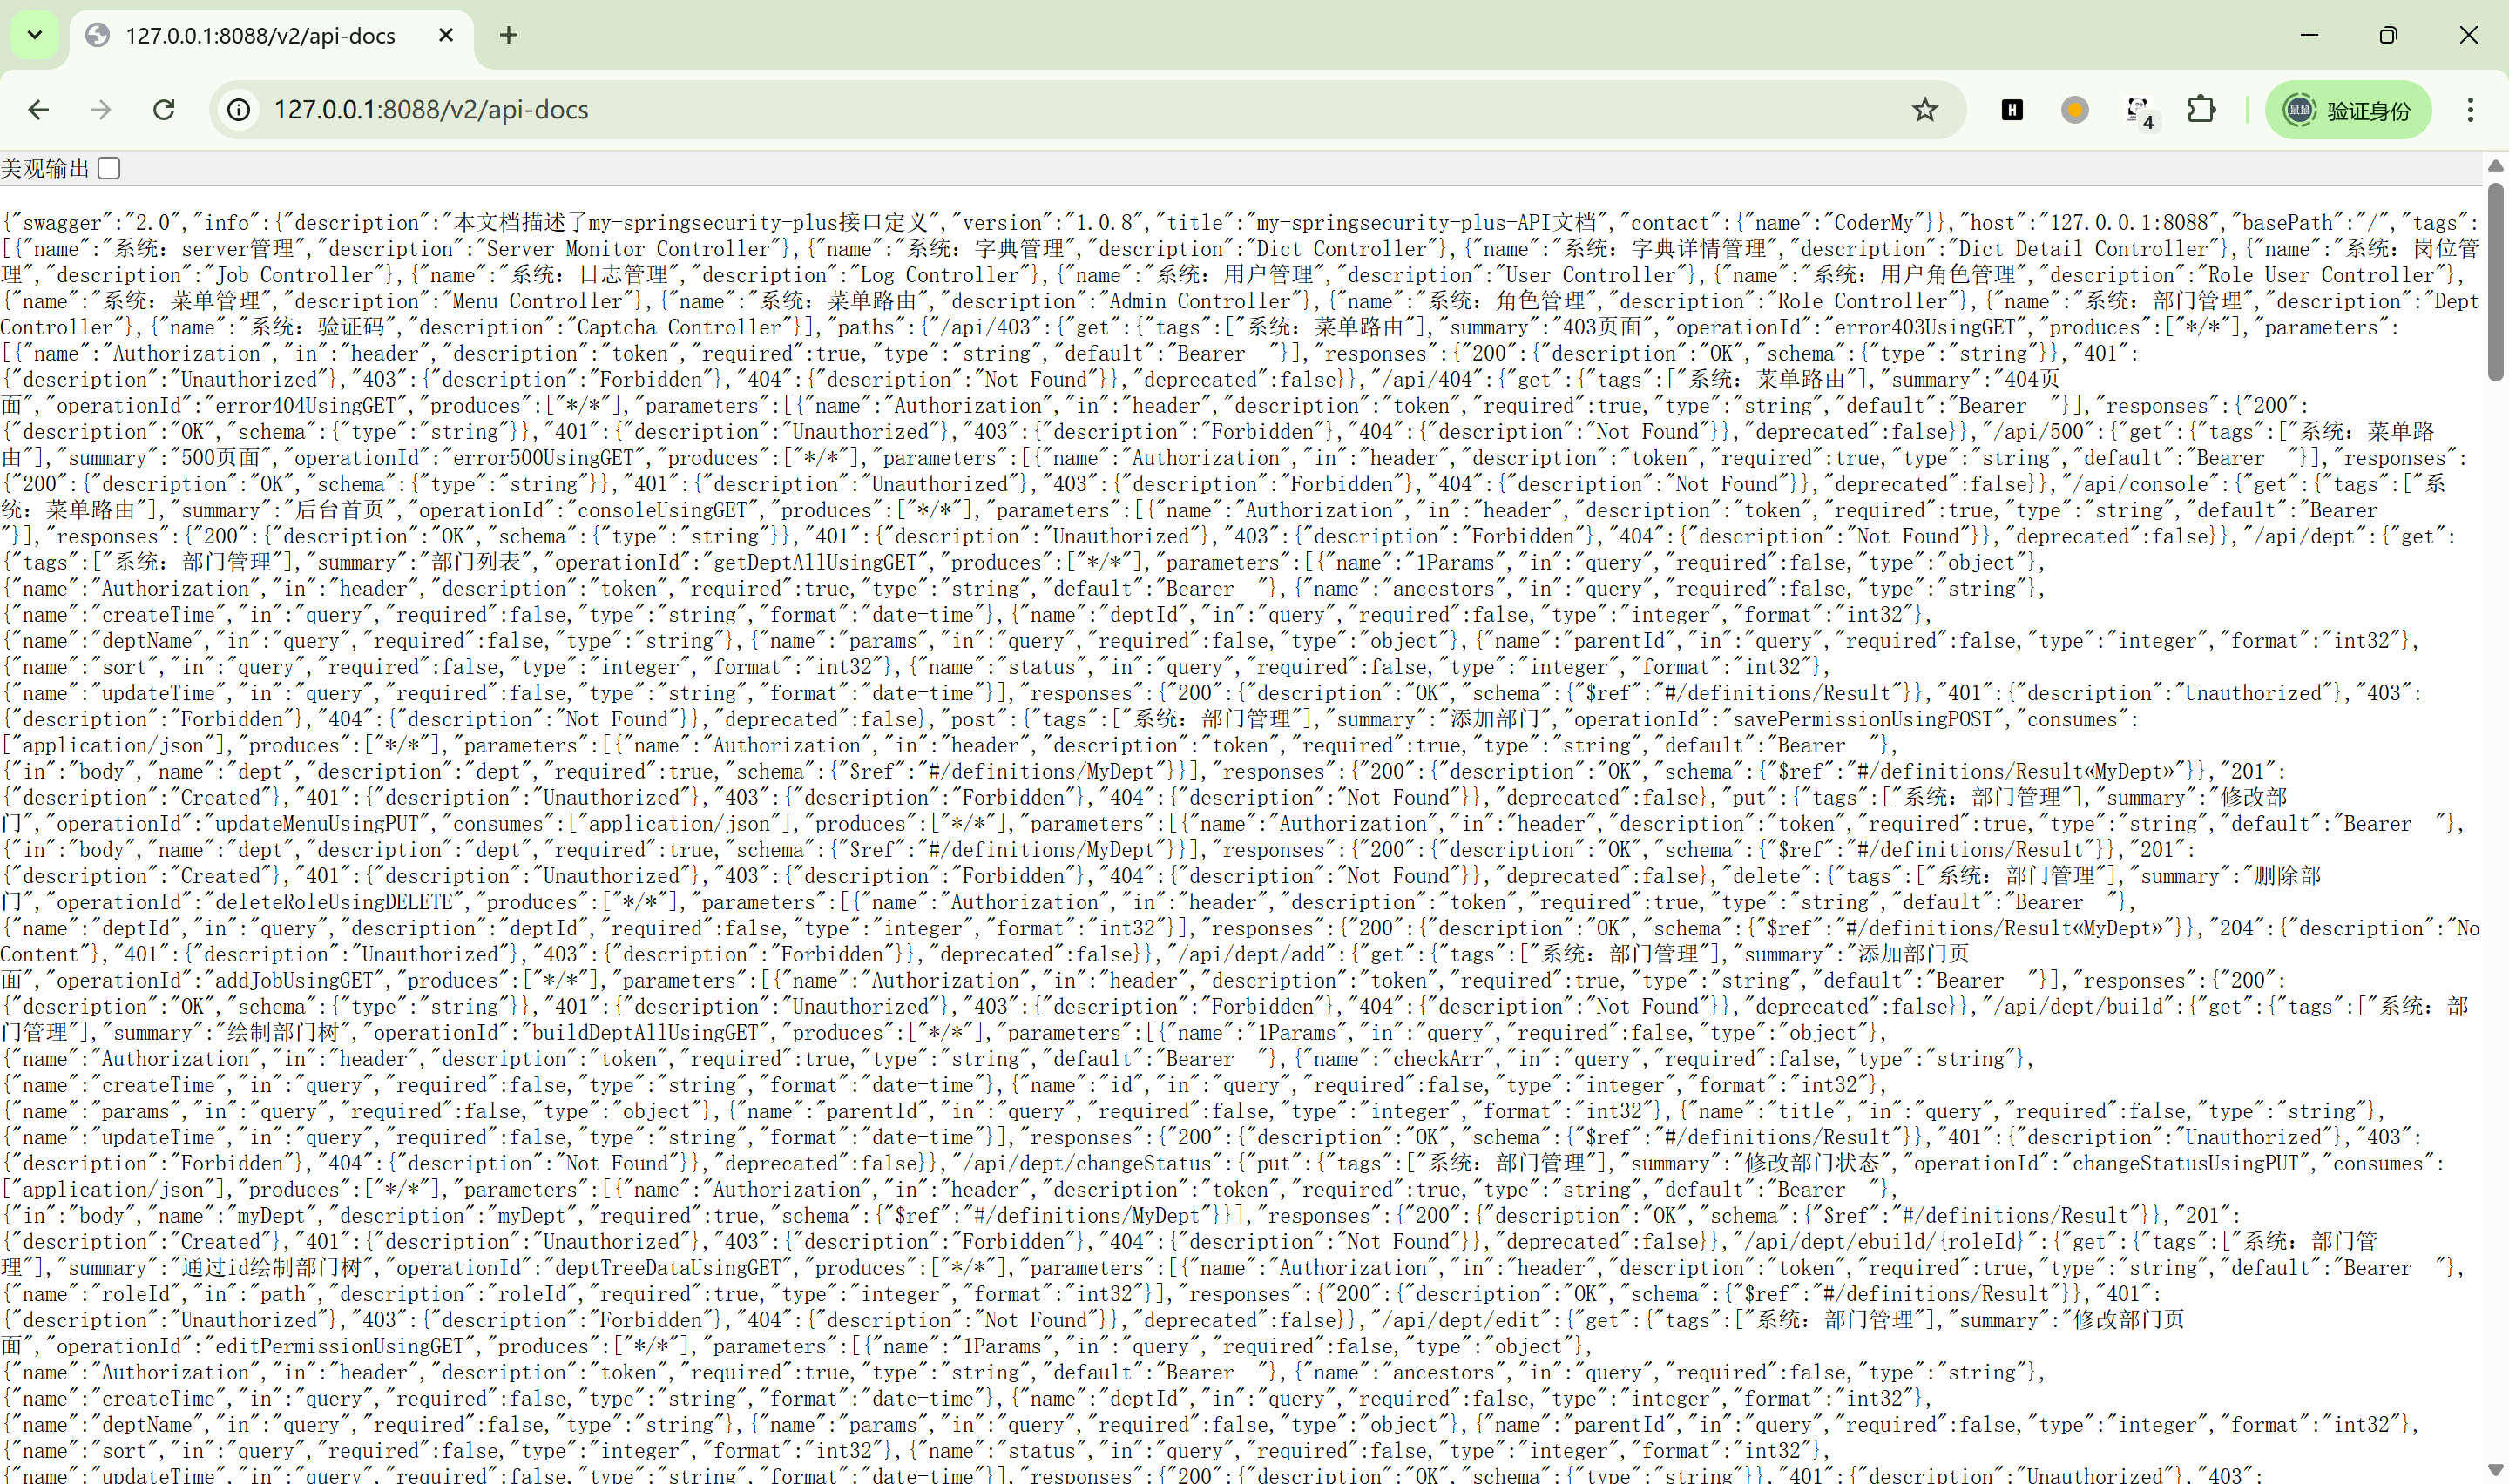 127.0.0.1:8088/v2/api-docs
127.0.0.1:8088/v2/api-docs
H
4
鼠鼠
验证身份
美观输出
{"swagger":"2.0","info":{"description":"本文档描述了my-springsecurity-plus接口定义","version":"1.0.8","title":"my-springsecurity-plus-API文档","contact":{"name":"CoderMy"}},"host":"127.0.0.1:8088","basePath":"/","tags":
[{"name":"系统：server管理","description":"Server Monitor Controller"},{"name":"系统：字典管理","description":"Dict Controller"},{"name":"系统：字典详情管理","description":"Dict Detail Controller"},{"name":"系统：岗位管
理","description":"Job Controller"},{"name":"系统：日志管理","description":"Log Controller"},{"name":"系统：用户管理","description":"User Controller"},{"name":"系统：用户角色管理","description":"Role User Controller"},
{"name":"系统：菜单管理","description":"Menu Controller"},{"name":"系统：菜单路由","description":"Admin Controller"},{"name":"系统：角色管理","description":"Role Controller"},{"name":"系统：部门管理","description":"Dept
Controller"},{"name":"系统：验证码","description":"Captcha Controller"}],"paths":{"/api/403":{"get":{"tags":["系统：菜单路由"],"summary":"403页面","operationId":"error403UsingGET","produces":["*/*"],"parameters":
[{"name":"Authorization","in":"header","description":"token","required":true,"type":"string","default":"Bearer  "}],"responses":{"200":{"description":"OK","schema":{"type":"string"}},"401":
{"description":"Unauthorized"},"403":{"description":"Forbidden"},"404":{"description":"Not Found"}},"deprecated":false}},"/api/404":{"get":{"tags":["系统：菜单路由"],"summary":"404页
面","operationId":"error404UsingGET","produces":["*/*"],"parameters":[{"name":"Authorization","in":"header","description":"token","required":true,"type":"string","default":"Bearer  "}],"responses":{"200":
{"description":"OK","schema":{"type":"string"}},"401":{"description":"Unauthorized"},"403":{"description":"Forbidden"},"404":{"description":"Not Found"}},"deprecated":false}},"/api/500":{"get":{"tags":["系统：菜单路
由"],"summary":"500页面","operationId":"error500UsingGET","produces":["*/*"],"parameters":[{"name":"Authorization","in":"header","description":"token","required":true,"type":"string","default":"Bearer  "}],"responses":
{"200":{"description":"OK","schema":{"type":"string"}},"401":{"description":"Unauthorized"},"403":{"description":"Forbidden"},"404":{"description":"Not Found"}},"deprecated":false}},"/api/console":{"get":{"tags":["系
统：菜单路由"],"summary":"后台首页","operationId":"consoleUsingGET","produces":["*/*"],"parameters":[{"name":"Authorization","in":"header","description":"token","required":true,"type":"string","default":"Bearer
"}],"responses":{"200":{"description":"OK","schema":{"type":"string"}},"401":{"description":"Unauthorized"},"403":{"description":"Forbidden"},"404":{"description":"Not Found"}},"deprecated":false}},"/api/dept":{"get":
{"tags":["系统：部门管理"],"summary":"部门列表","operationId":"getDeptAllUsingGET","produces":["*/*"],"parameters":[{"name":"1Params","in":"query","required":false,"type":"object"},
{"name":"Authorization","in":"header","description":"token","required":true,"type":"string","default":"Bearer  "},{"name":"ancestors","in":"query","required":false,"type":"string"},
{"name":"createTime","in":"query","required":false,"type":"string","format":"date-time"},{"name":"deptId","in":"query","required":false,"type":"integer","format":"int32"},
{"name":"deptName","in":"query","required":false,"type":"string"},{"name":"params","in":"query","required":false,"type":"object"},{"name":"parentId","in":"query","required":false,"type":"integer","format":"int32"},
{"name":"sort","in":"query","required":false,"type":"integer","format":"int32"},{"name":"status","in":"query","required":false,"type":"integer","format":"int32"},
{"name":"updateTime","in":"query","required":false,"type":"string","format":"date-time"}],"responses":{"200":{"description":"OK","schema":{"$ref":"#/definitions/Result"}},"401":{"description":"Unauthorized"},"403":
{"description":"Forbidden"},"404":{"description":"Not Found"}},"deprecated":false},"post":{"tags":["系统：部门管理"],"summary":"添加部门","operationId":"savePermissionUsingPOST","consumes":
["application/json"],"produces":["*/*"],"parameters":[{"name":"Authorization","in":"header","description":"token","required":true,"type":"string","default":"Bearer  "},
{"in":"body","name":"dept","description":"dept","required":true,"schema":{"$ref":"#/definitions/MyDept"}}],"responses":{"200":{"description":"OK","schema":{"$ref":"#/definitions/Result«MyDept»"}},"201":
{"description":"Created"},"401":{"description":"Unauthorized"},"403":{"description":"Forbidden"},"404":{"description":"Not Found"}},"deprecated":false},"put":{"tags":["系统：部门管理"],"summary":"修改部
门","operationId":"updateMenuUsingPUT","consumes":["application/json"],"produces":["*/*"],"parameters":[{"name":"Authorization","in":"header","description":"token","required":true,"type":"string","default":"Bearer  "},
{"in":"body","name":"dept","description":"dept","required":true,"schema":{"$ref":"#/definitions/MyDept"}}],"responses":{"200":{"description":"OK","schema":{"$ref":"#/definitions/Result"}},"201":
{"description":"Created"},"401":{"description":"Unauthorized"},"403":{"description":"Forbidden"},"404":{"description":"Not Found"}},"deprecated":false},"delete":{"tags":["系统：部门管理"],"summary":"删除部
门","operationId":"deleteRoleUsingDELETE","produces":["*/*"],"parameters":[{"name":"Authorization","in":"header","description":"token","required":true,"type":"string","default":"Bearer  "},
{"name":"deptId","in":"query","description":"deptId","required":false,"type":"integer","format":"int32"}],"responses":{"200":{"description":"OK","schema":{"$ref":"#/definitions/Result«MyDept»"}},"204":{"description":"No
Content"},"401":{"description":"Unauthorized"},"403":{"description":"Forbidden"}},"deprecated":false}},"/api/dept/add":{"get":{"tags":["系统：部门管理"],"summary":"添加部门页
面","operationId":"addJobUsingGET","produces":["*/*"],"parameters":[{"name":"Authorization","in":"header","description":"token","required":true,"type":"string","default":"Bearer  "}],"responses":{"200":
{"description":"OK","schema":{"type":"string"}},"401":{"description":"Unauthorized"},"403":{"description":"Forbidden"},"404":{"description":"Not Found"}},"deprecated":false}},"/api/dept/build":{"get":{"tags":["系统：部
门管理"],"summary":"绘制部门树","operationId":"buildDeptAllUsingGET","produces":["*/*"],"parameters":[{"name":"1Params","in":"query","required":false,"type":"object"},
{"name":"Authorization","in":"header","description":"token","required":true,"type":"string","default":"Bearer  "},{"name":"checkArr","in":"query","required":false,"type":"string"},
{"name":"createTime","in":"query","required":false,"type":"string","format":"date-time"},{"name":"id","in":"query","required":false,"type":"integer","format":"int32"},
{"name":"params","in":"query","required":false,"type":"object"},{"name":"parentId","in":"query","required":false,"type":"integer","format":"int32"},{"name":"title","in":"query","required":false,"type":"string"},
{"name":"updateTime","in":"query","required":false,"type":"string","format":"date-time"}],"responses":{"200":{"description":"OK","schema":{"$ref":"#/definitions/Result"}},"401":{"description":"Unauthorized"},"403":
{"description":"Forbidden"},"404":{"description":"Not Found"}},"deprecated":false}},"/api/dept/changeStatus":{"put":{"tags":["系统：部门管理"],"summary":"修改部门状态","operationId":"changeStatusUsingPUT","consumes":
["application/json"],"produces":["*/*"],"parameters":[{"name":"Authorization","in":"header","description":"token","required":true,"type":"string","default":"Bearer  "},
{"in":"body","name":"myDept","description":"myDept","required":true,"schema":{"$ref":"#/definitions/MyDept"}}],"responses":{"200":{"description":"OK","schema":{"$ref":"#/definitions/Result"}},"201":
{"description":"Created"},"401":{"description":"Unauthorized"},"403":{"description":"Forbidden"},"404":{"description":"Not Found"}},"deprecated":false}},"/api/dept/ebuild/{roleId}":{"get":{"tags":["系统：部门管
理"],"summary":"通过id绘制部门树","operationId":"deptTreeDataUsingGET","produces":["*/*"],"parameters":[{"name":"Authorization","in":"header","description":"token","required":true,"type":"string","default":"Bearer  "},
{"name":"roleId","in":"path","description":"roleId","required":true,"type":"integer","format":"int32"}],"responses":{"200":{"description":"OK","schema":{"$ref":"#/definitions/Result"}},"401":
{"description":"Unauthorized"},"403":{"description":"Forbidden"},"404":{"description":"Not Found"}},"deprecated":false}},"/api/dept/edit":{"get":{"tags":["系统：部门管理"],"summary":"修改部门页
面","operationId":"editPermissionUsingGET","produces":["*/*"],"parameters":[{"name":"1Params","in":"query","required":false,"type":"object"},
{"name":"Authorization","in":"header","description":"token","required":true,"type":"string","default":"Bearer  "},{"name":"ancestors","in":"query","required":false,"type":"string"},
{"name":"createTime","in":"query","required":false,"type":"string","format":"date-time"},{"name":"deptId","in":"query","required":false,"type":"integer","format":"int32"},
{"name":"deptName","in":"query","required":false,"type":"string"},{"name":"params","in":"query","required":false,"type":"object"},{"name":"parentId","in":"query","required":false,"type":"integer","format":"int32"},
{"name":"sort","in":"query","required":false,"type":"integer","format":"int32"},{"name":"status","in":"query","required":false,"type":"integer","format":"int32"},
{"name":"updateTime","in":"query","required":false,"type":"string","format":"date-time"}],"responses":{"200":{"description":"OK","schema":{"type":"string"}},"401":{"description":"Unauthorized"},"403":